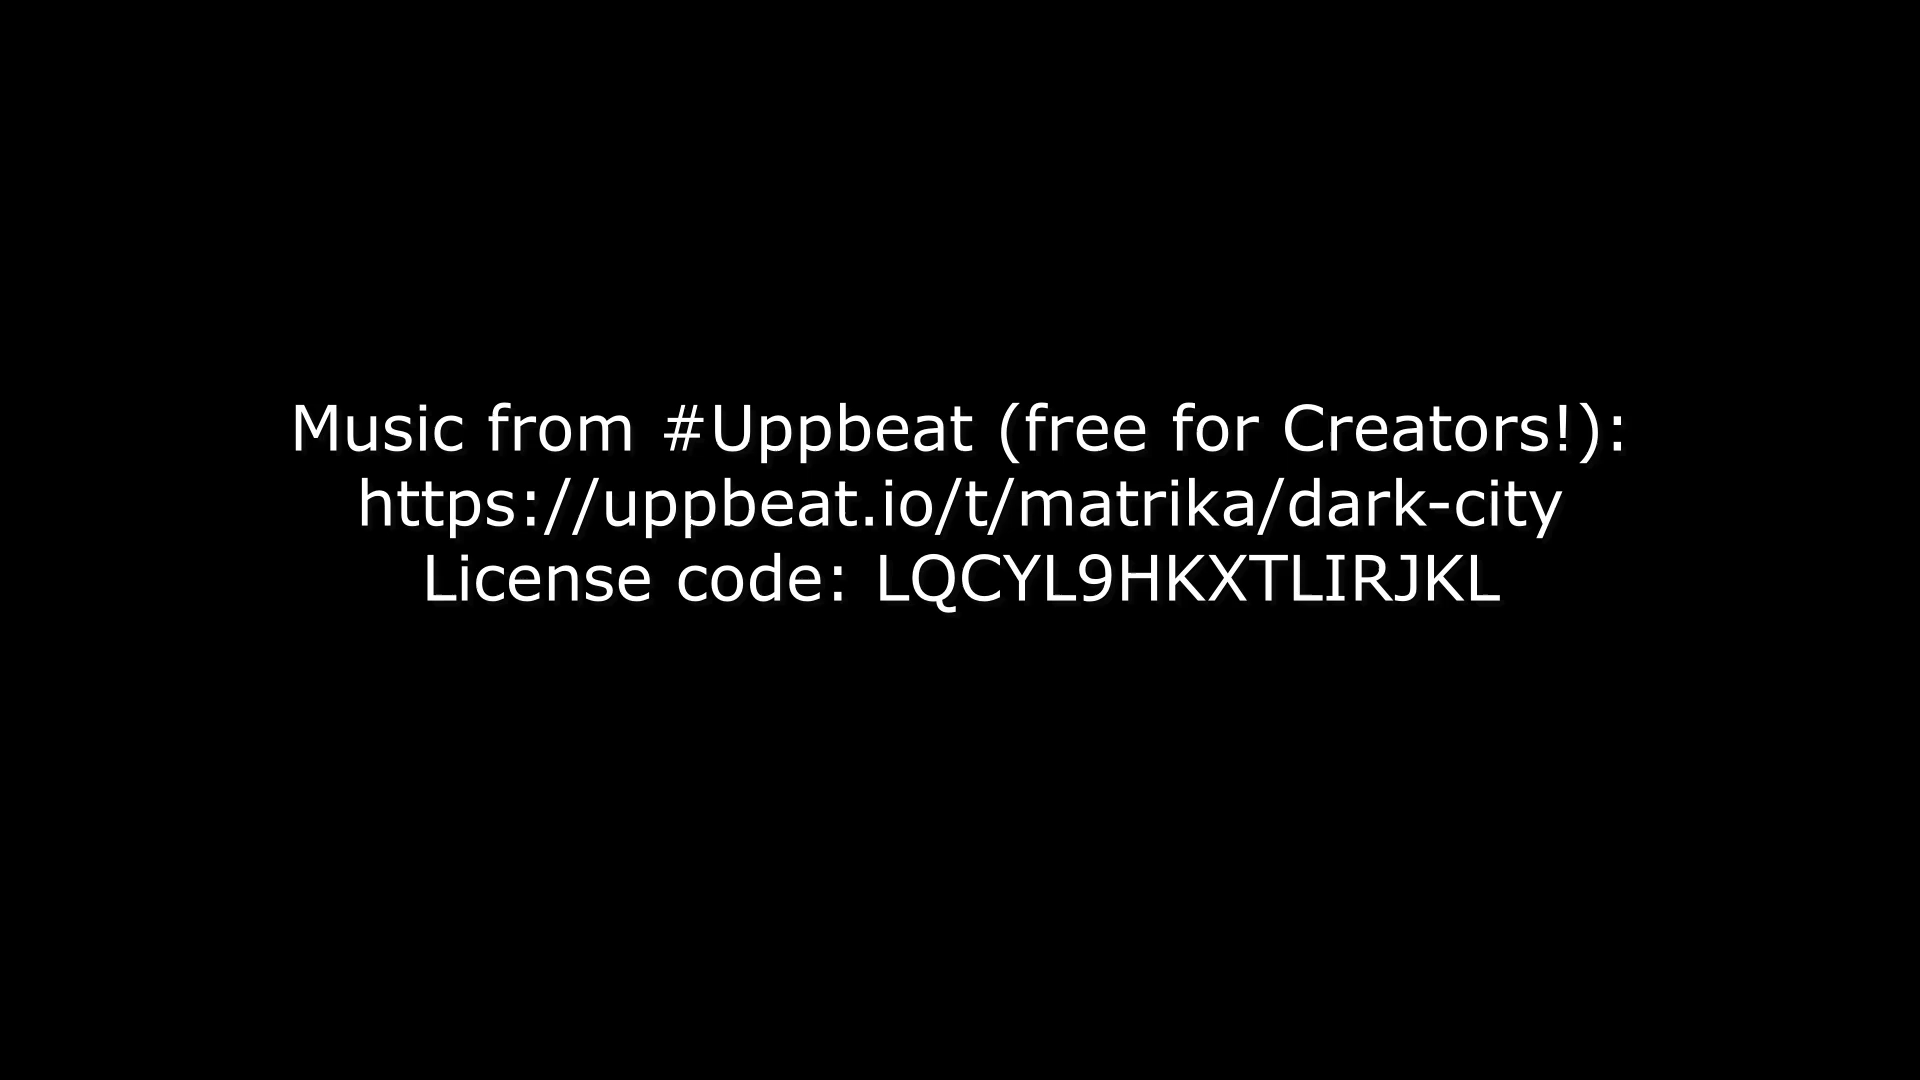 Music from #Uppbeat (free for Creators!):
https://uppbeat.io/t/matrika/dark-city
License code: LQCYL9HKXTLIRJKL